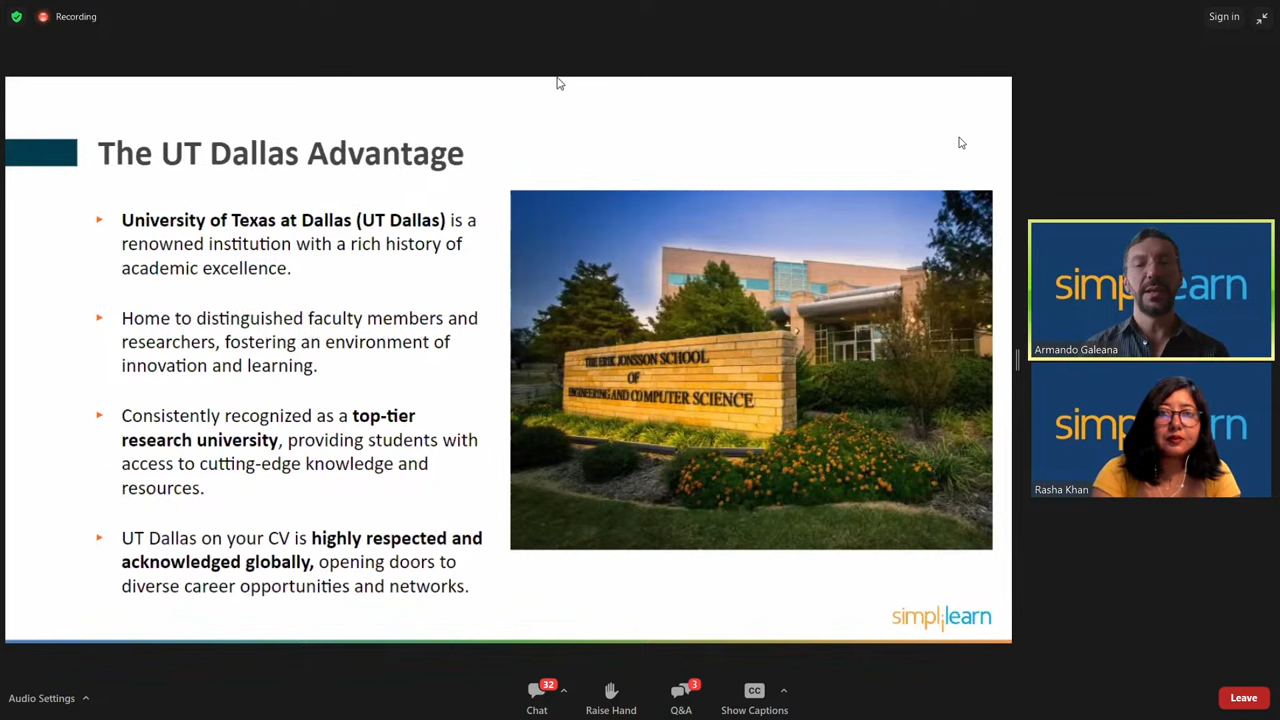 Recording
Sign in
The UT Dallas Advantage
University of Texas at Dallas (UT Dallas) is a
renowned institution with a rich history of
academic excellence.
Home to distinguished faculty members and
researchers, fostering an environment of
innovation and learning.
Consistently recognized as a top-tier
research university, providing students with
access to cutting-edge knowledge and
resources.
UT Dallas on your CV is highly respected and
acknowledged globally, opening doors to
diverse career opportunities and networks.
THE ERIK JONSSON SCHOOL
OF
ENGINEERING AND COMPUTER SCIENCE
simplilearn
simp earn
Armando Galeana
simp earn
Rasha Khan
Audio Settings
32
Chat
Raise Hand
3
Q&A
CC
Show Captions
Leave